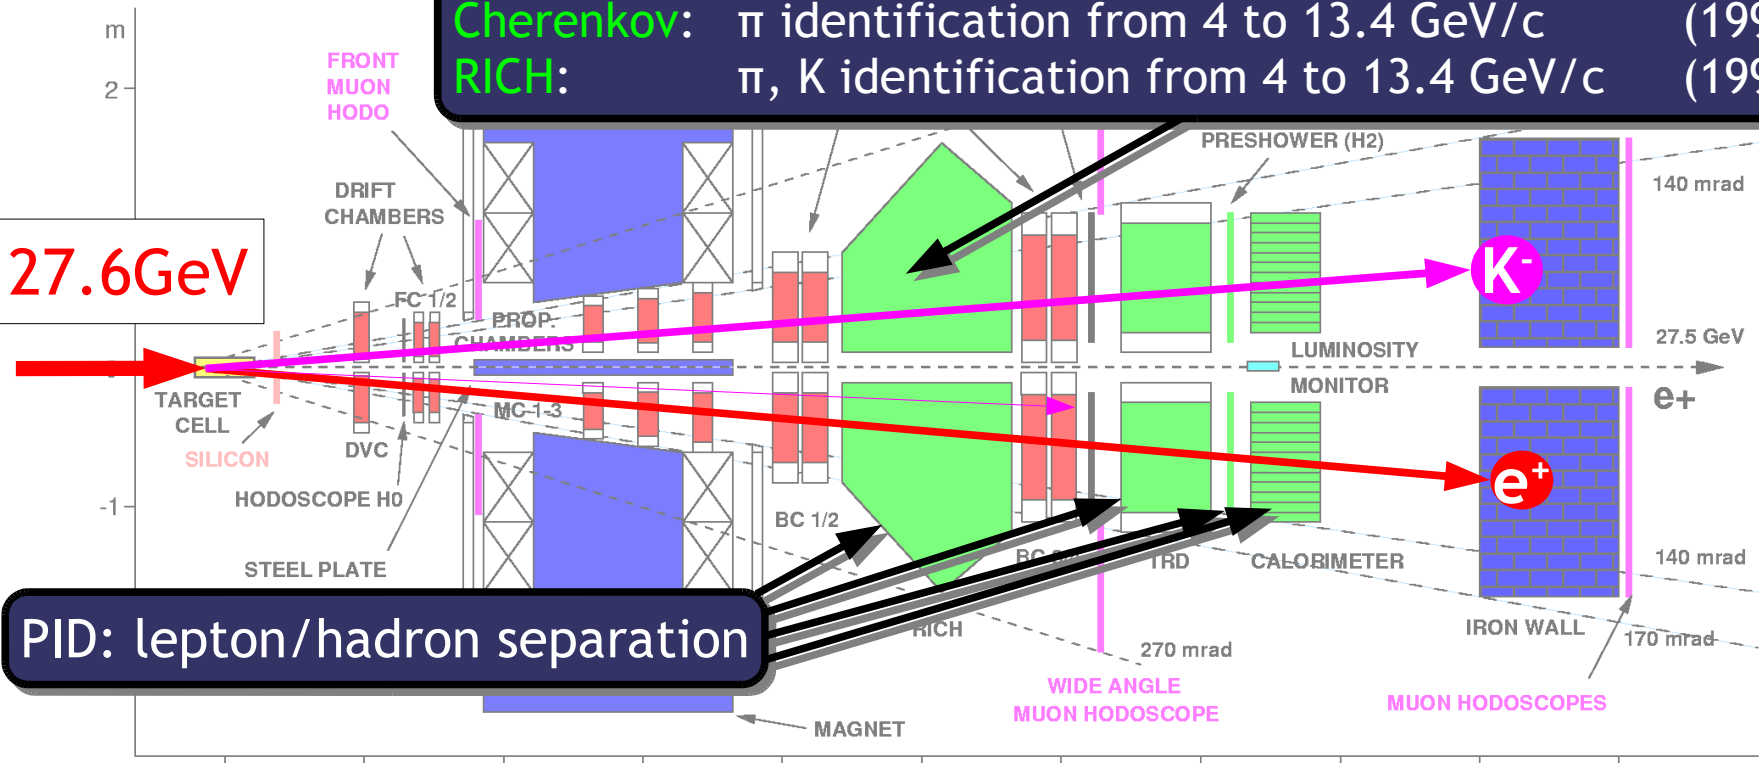 Cherenkov: π identification from 4 to 13.4 GeV/c (199
RICH: π, K identification from 4 to 13.4 GeV/c (199
m
2
FRONT
MUON
HODO
PRESHOWER (H2)
DRIFT
CHAMBERS
140 mrad
27.6GeV
K-
FC 1/2
PROP.
CHAMBERS
27.5 GeV
LUMINOSITY
MONITOR
e+
TARGET
CELL
MC 1-3
SILICON
DVC
HODOSCOPE H0
e+
-1
BC 1/2
STEEL PLATE
TRD
CALORIMETER
140 mrad
PID: lepton/hadron separation
RICH
270 mrad
IRON WALL
170 mrad
WIDE ANGLE
MUON HODOSCOPE
MUON HODOSCOPES
MAGNET